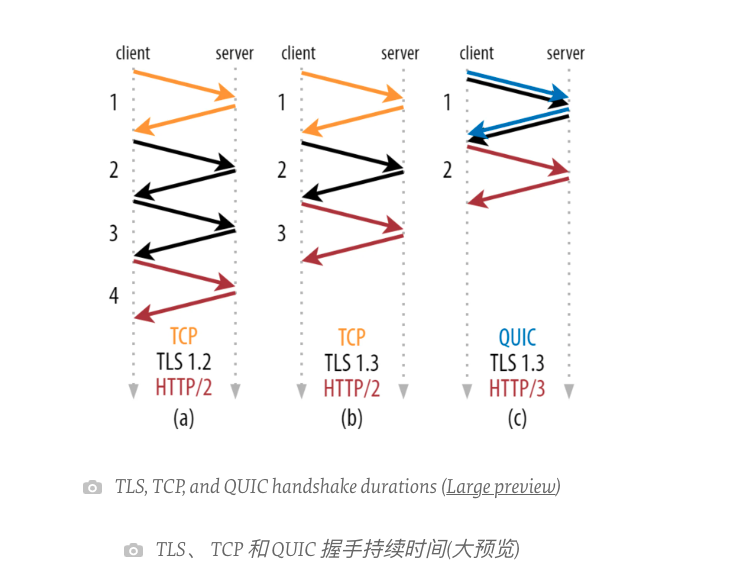 client server client server client server
1 1 1
2 2 2
3 3
4
TCP TCP QUIC
TLS 1.2 TLS 1.3 TLS 1.3
HTTP/2 HTTP/2 HTTP/3
(a) (b) (c)
TLS, TCP, and QUIC handshake durations (Large preview)
TLS、 TCP 和 QUIC 握手持续时间(大预览)